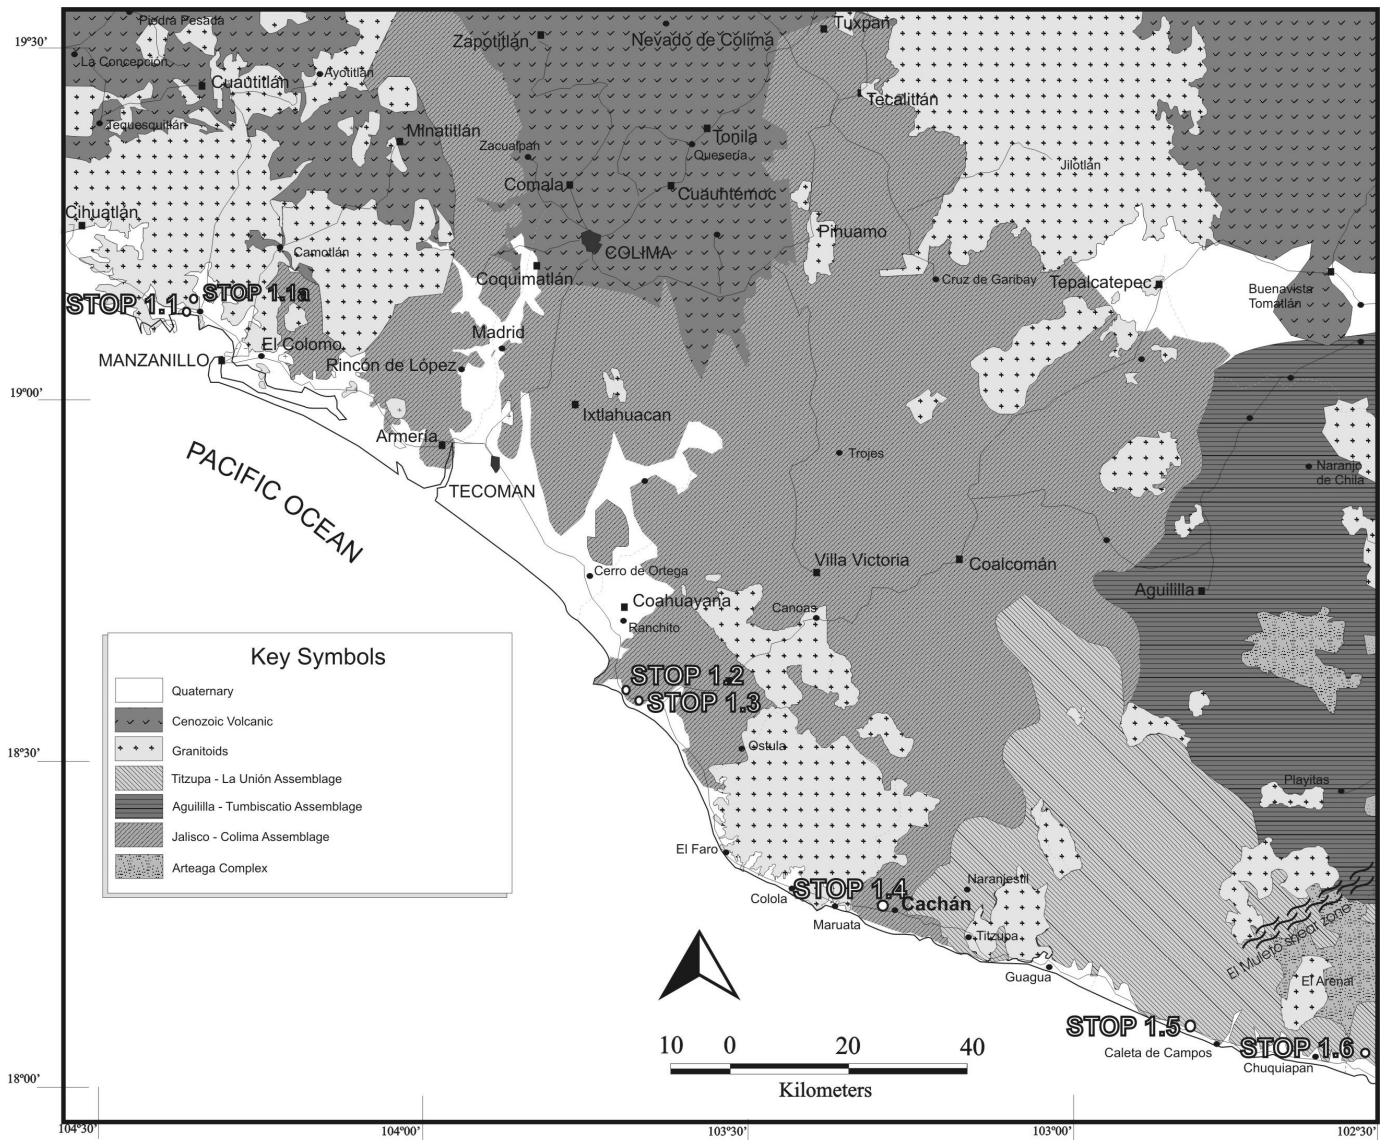 Piedra Pesada
Tuxpan
19°30'
Zapotitlán
Nevado de Colima
La Concepción
Cuautitlán
Ayotitlán
Tecalitlán
Tequesquitlán
Minatitlán
Tonila
Zacualpan
Quesería
Jilotlán
Comala
Cuauhtémoc
Cihuatlán
Pihuamo
Camotlán
COLIMA
Coquimatlán
Cruz de Garibay
Tepalcatepec
Buenavista
Tomatlán
STOP 1.1
STOP 1.1a
Madrid
El Colomo
MANZANILLO
Rincón de López
19°00'
Ixtlahuacan
Armería
PACIFIC OCEAN
Trojes
Naranjo
de Chila
TECOMAN
Villa Victoria
Coalcomán
Cerro de Ortega
Aguililla
Coahuayana
Canoas
Ranchito
Key Symbols
Quaternary
Cenozoic Volcanic
Granitoids
Titzupa - La Unión Assemblage
Aguililla - Tumbiscatio Assemblage
Jalisco - Colima Assemblage
Arteaga Complex
STOP 1.2
STOP 1.3
18°30'
Ostula
Playitas
El Faro
Naranjestil
STOP 1.4
Colola
Cachán
Maruata
Titzupa
El Muleto shear zone
Guagua
El Arenal
STOP 1.5
Caleta de Campos
STOP 1.6
Chuquiapan
10 0 20 40
Kilometers
18°00'
104°30' 104°00' 103°30' 103°00' 102°30'